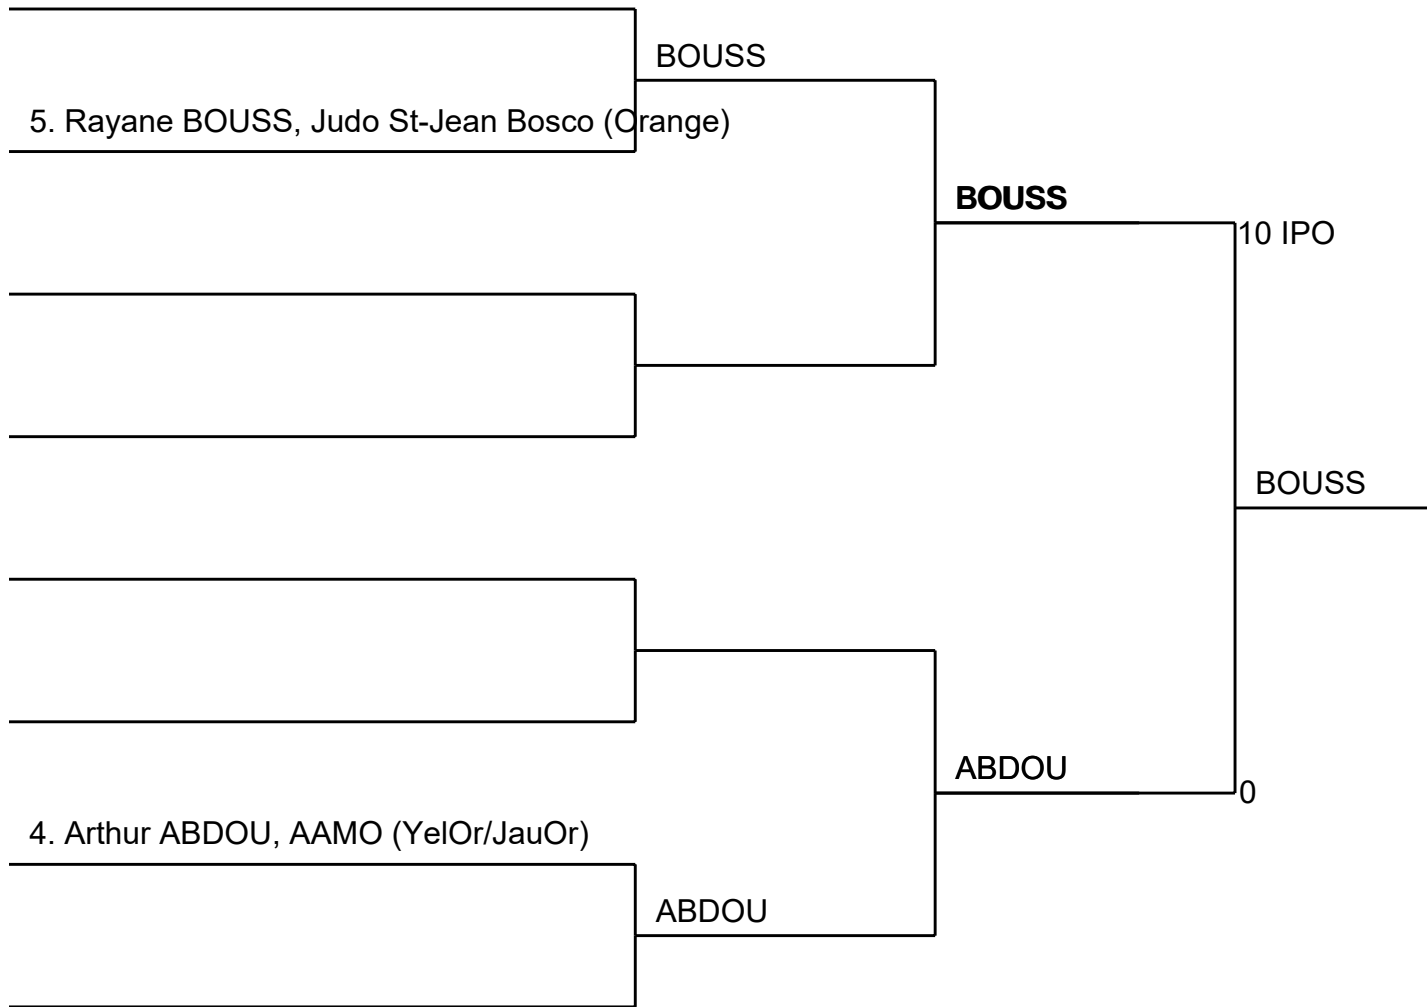 BOUSS
5. Rayane BOUSS, Judo St-Jean Bosco (Orange)
BOUSS
10 IPO
BOUSS
ABDOU
0
4. Arthur ABDOU, AAMO (YelOr/JauOr)
ABDOU